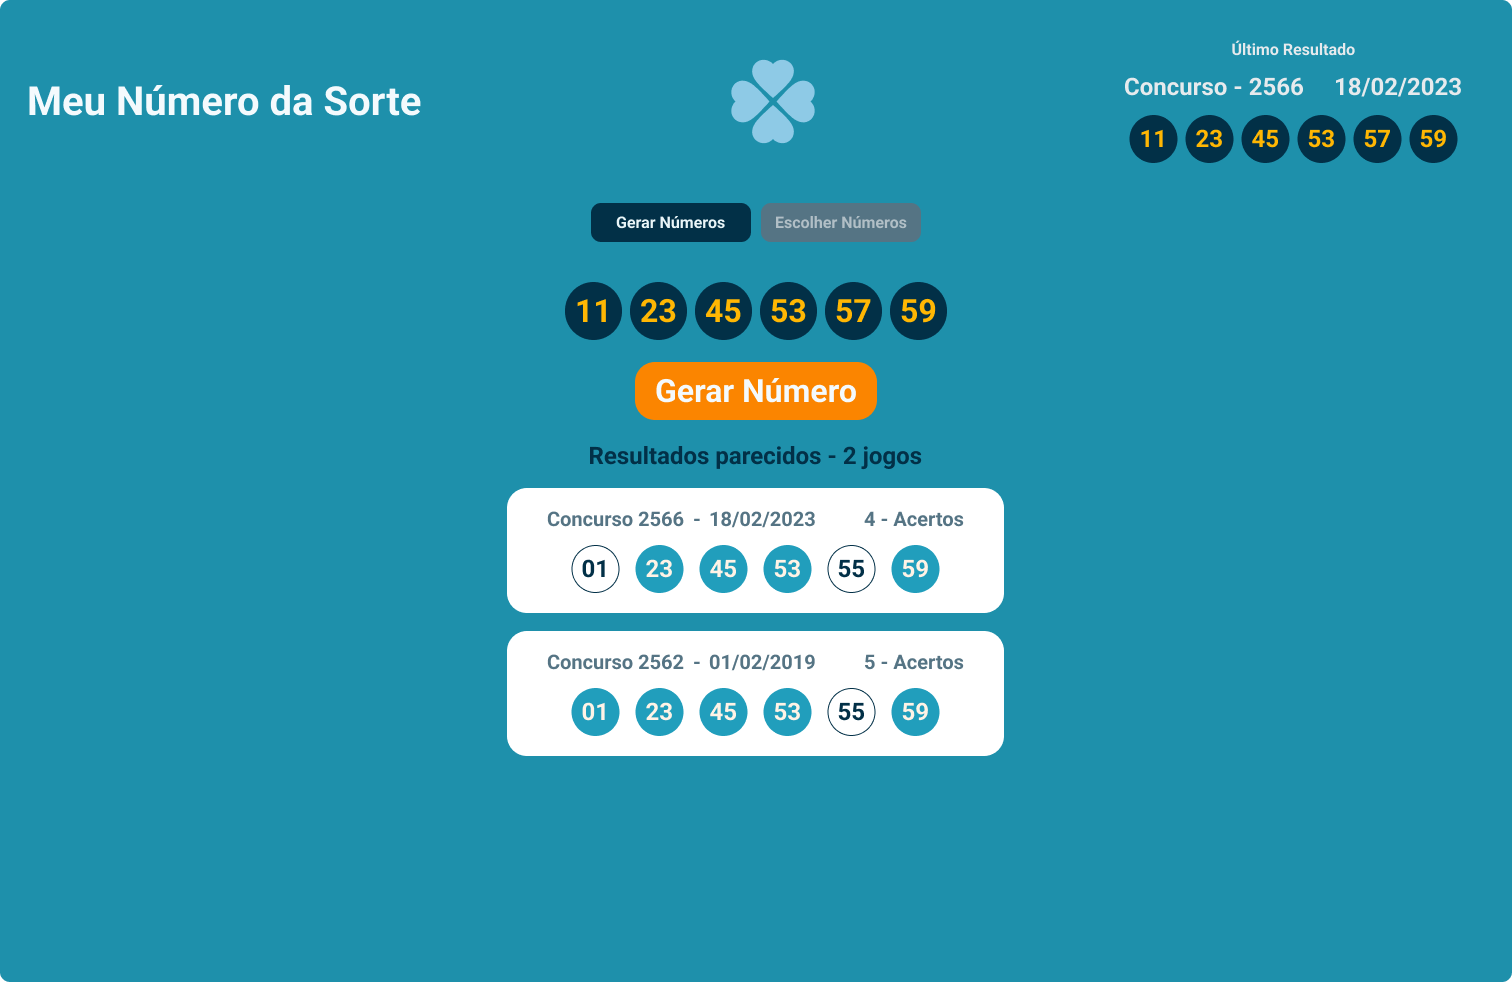 Meu Número da Sorte
Último Resultado
Concurso - 2566 18/02/2023
11 23 45 53 57 59
Gerar Números Escolher Números
11 23 45 53 57 59
Gerar Número
Resultados parecidos - 2 jogos
Concurso 2566 - 18/02/2023 4 - Acertos
01 23 45 53 55 59
Concurso 2562 - 01/02/2019 5 - Acertos
01 23 45 53 55 59